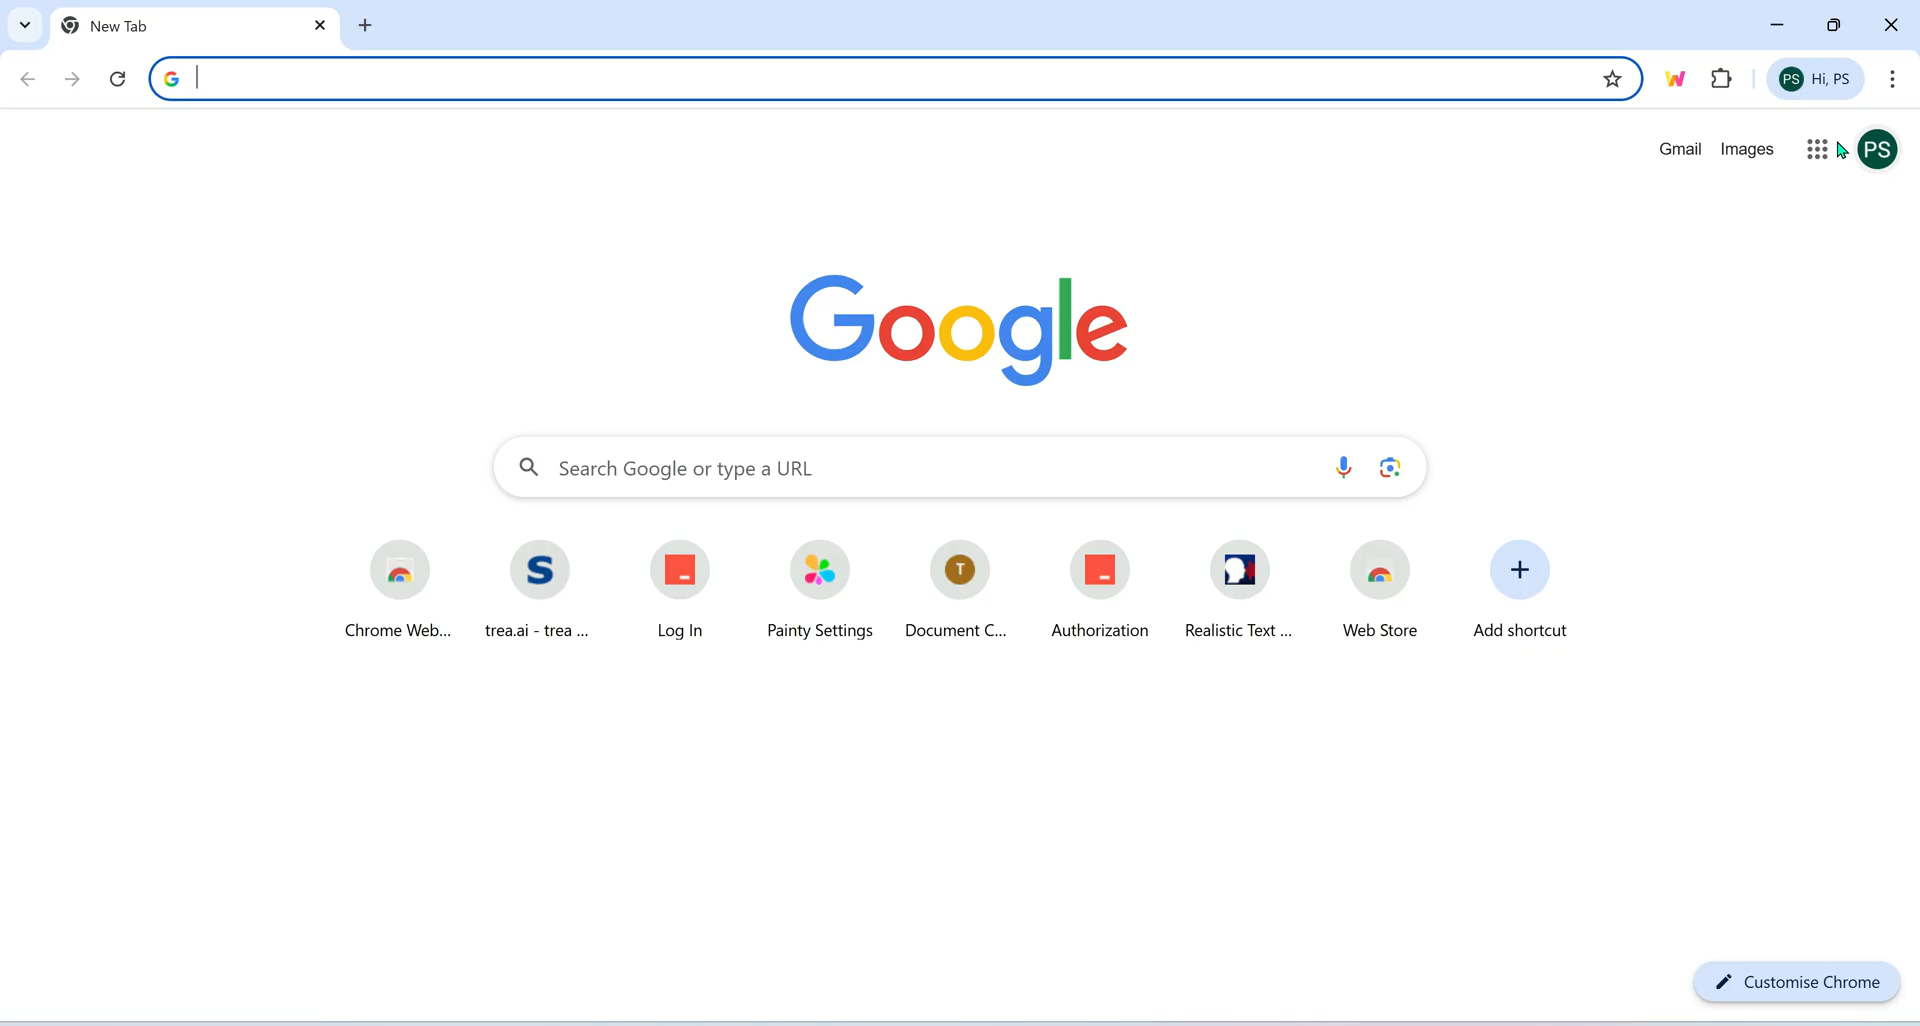 New Tab
PS Hi, PS
Gmail Images PS
Google
Search Google or type a URL
S T
Chrome Web... trea.ai - trea ... Log In Painty Settings Document C... Authorization Realistic Text ... Web Store Add shortcut
Customise Chrome